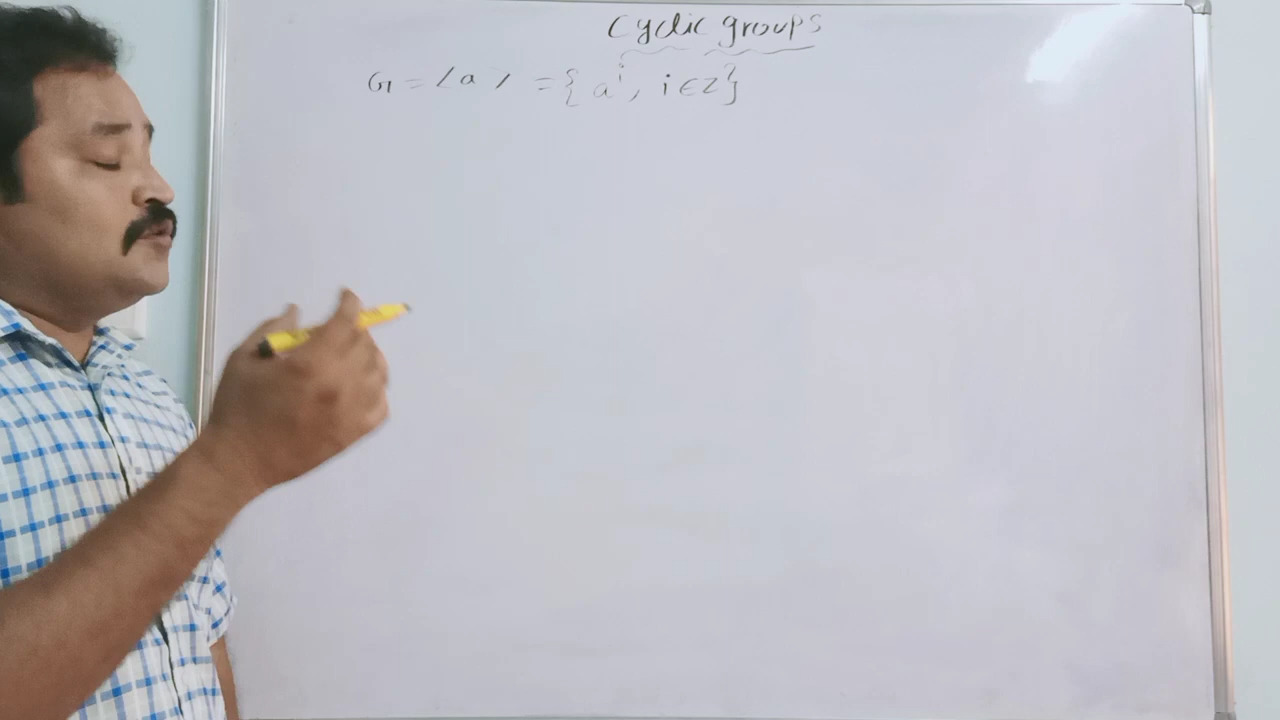 Cyclic groups
G = ⟨a⟩ = {aⁱ, i ∈ Z}